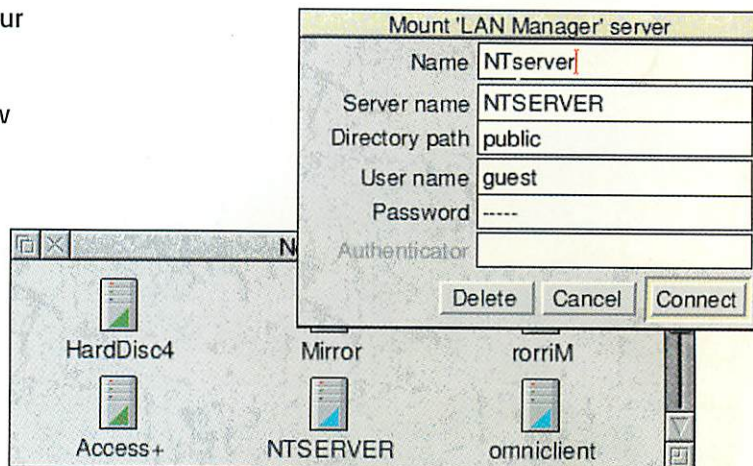 ur
Mount 'LAN Manager' server
Name NTserver
Server name NTSERVER
Directory path public
User name guest
Password -----
Authenticator
Delete Cancel Connect
HardDisc4 Mirror rorriM
Access+ NTSERVER omniclient